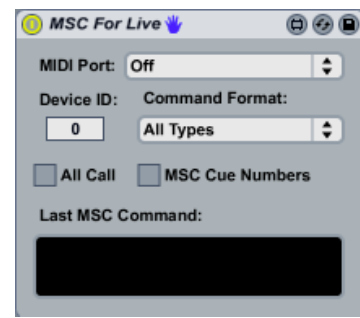 MSC For Live
MIDI Port: Off
Device ID: Command Format:
0 All Types
All Call MSC Cue Numbers
Last MSC Command: